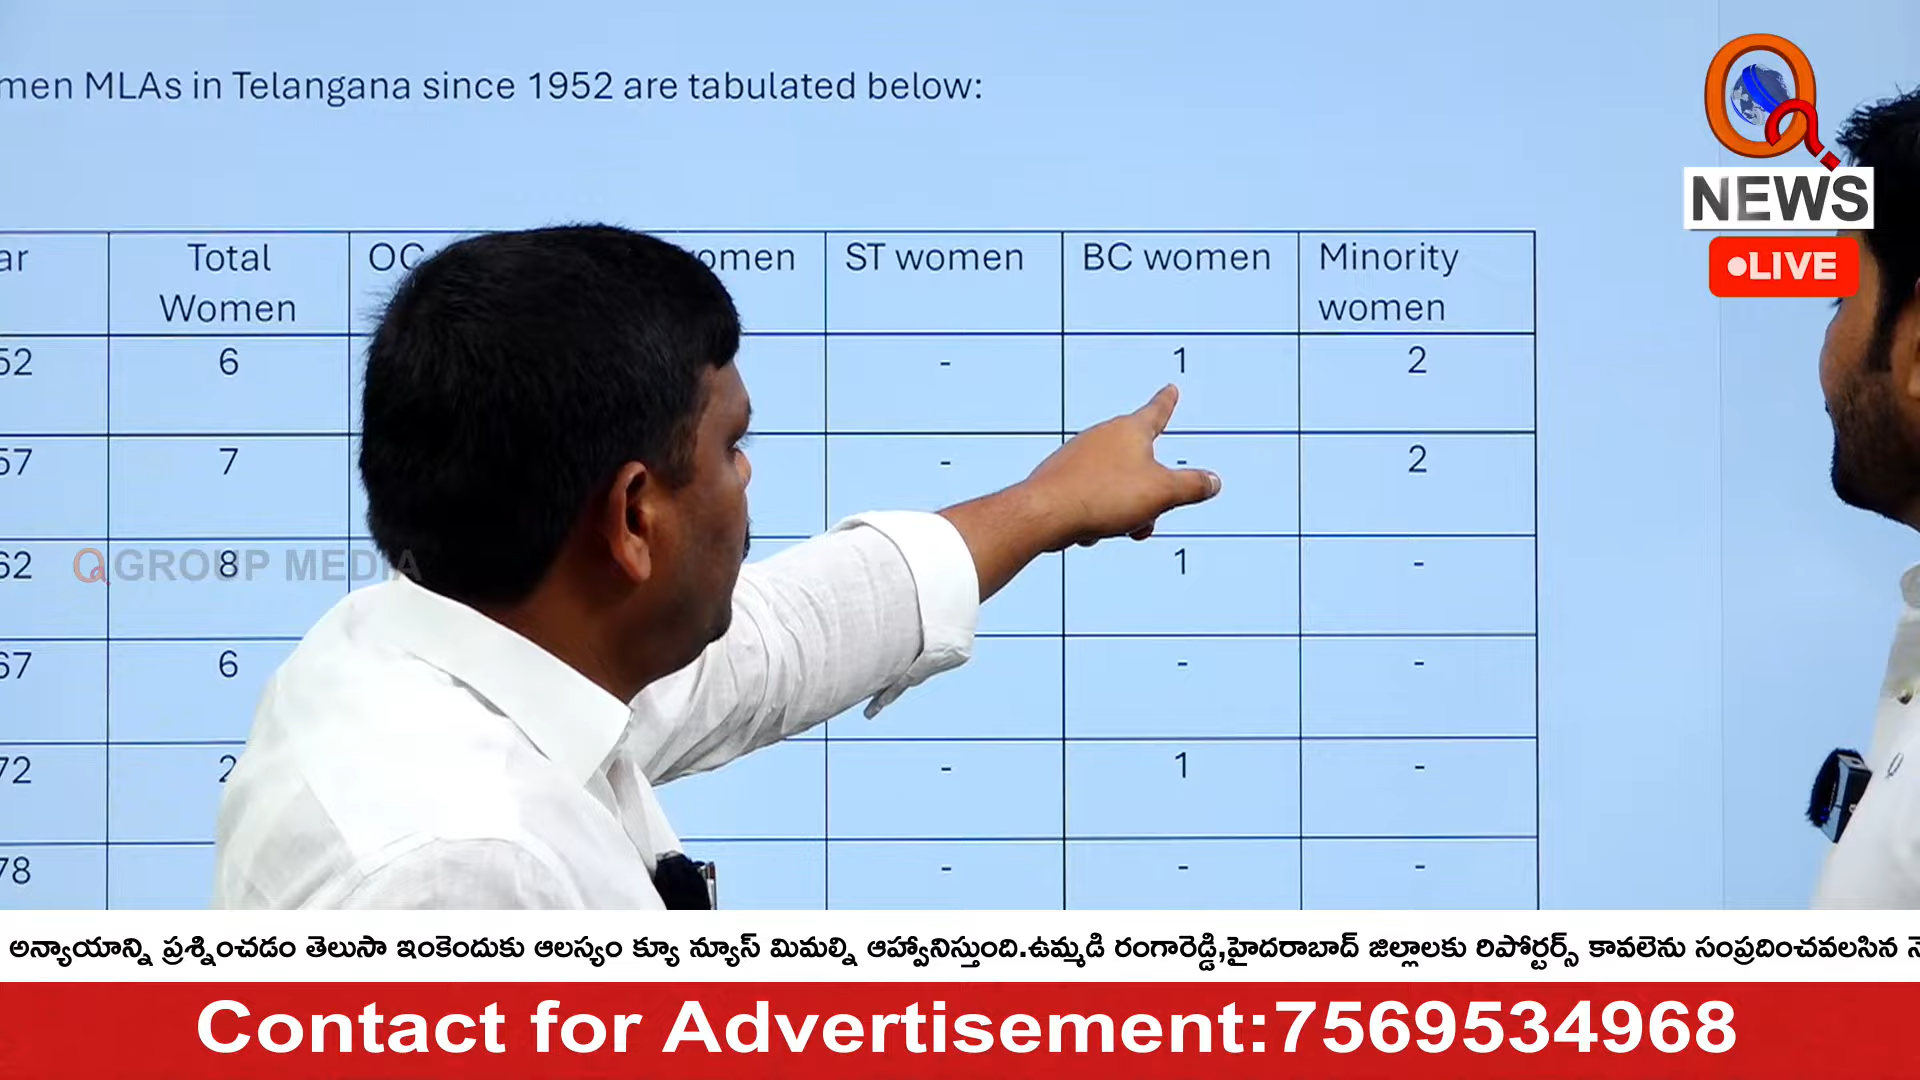 men MLAs in Telangana since 1952 are tabulated below:
Q
NEWS
LIVE
ar Total Women OC omen ST women BC women Minority women
52 6 - 1 2
57 7 - - 2
62 8 1 -
67 6 - -
72 2 - 1 -
78 - - -
Q GROUP MEDIA
అన్యాయాన్ని ప్రశ్నించడం తెలుసా ఇంకెందుకు ఆలస్యం క్యూ న్యూస్ మిమల్ని ఆహ్వానిస్తుంది.ఉమ్మడి రంగారెడ్డి,హైదరాబాద్ జిల్లాలకు రిపోర్టర్స్ కావలెను సంప్రదించవలసిన
Contact for Advertisement:7569534968